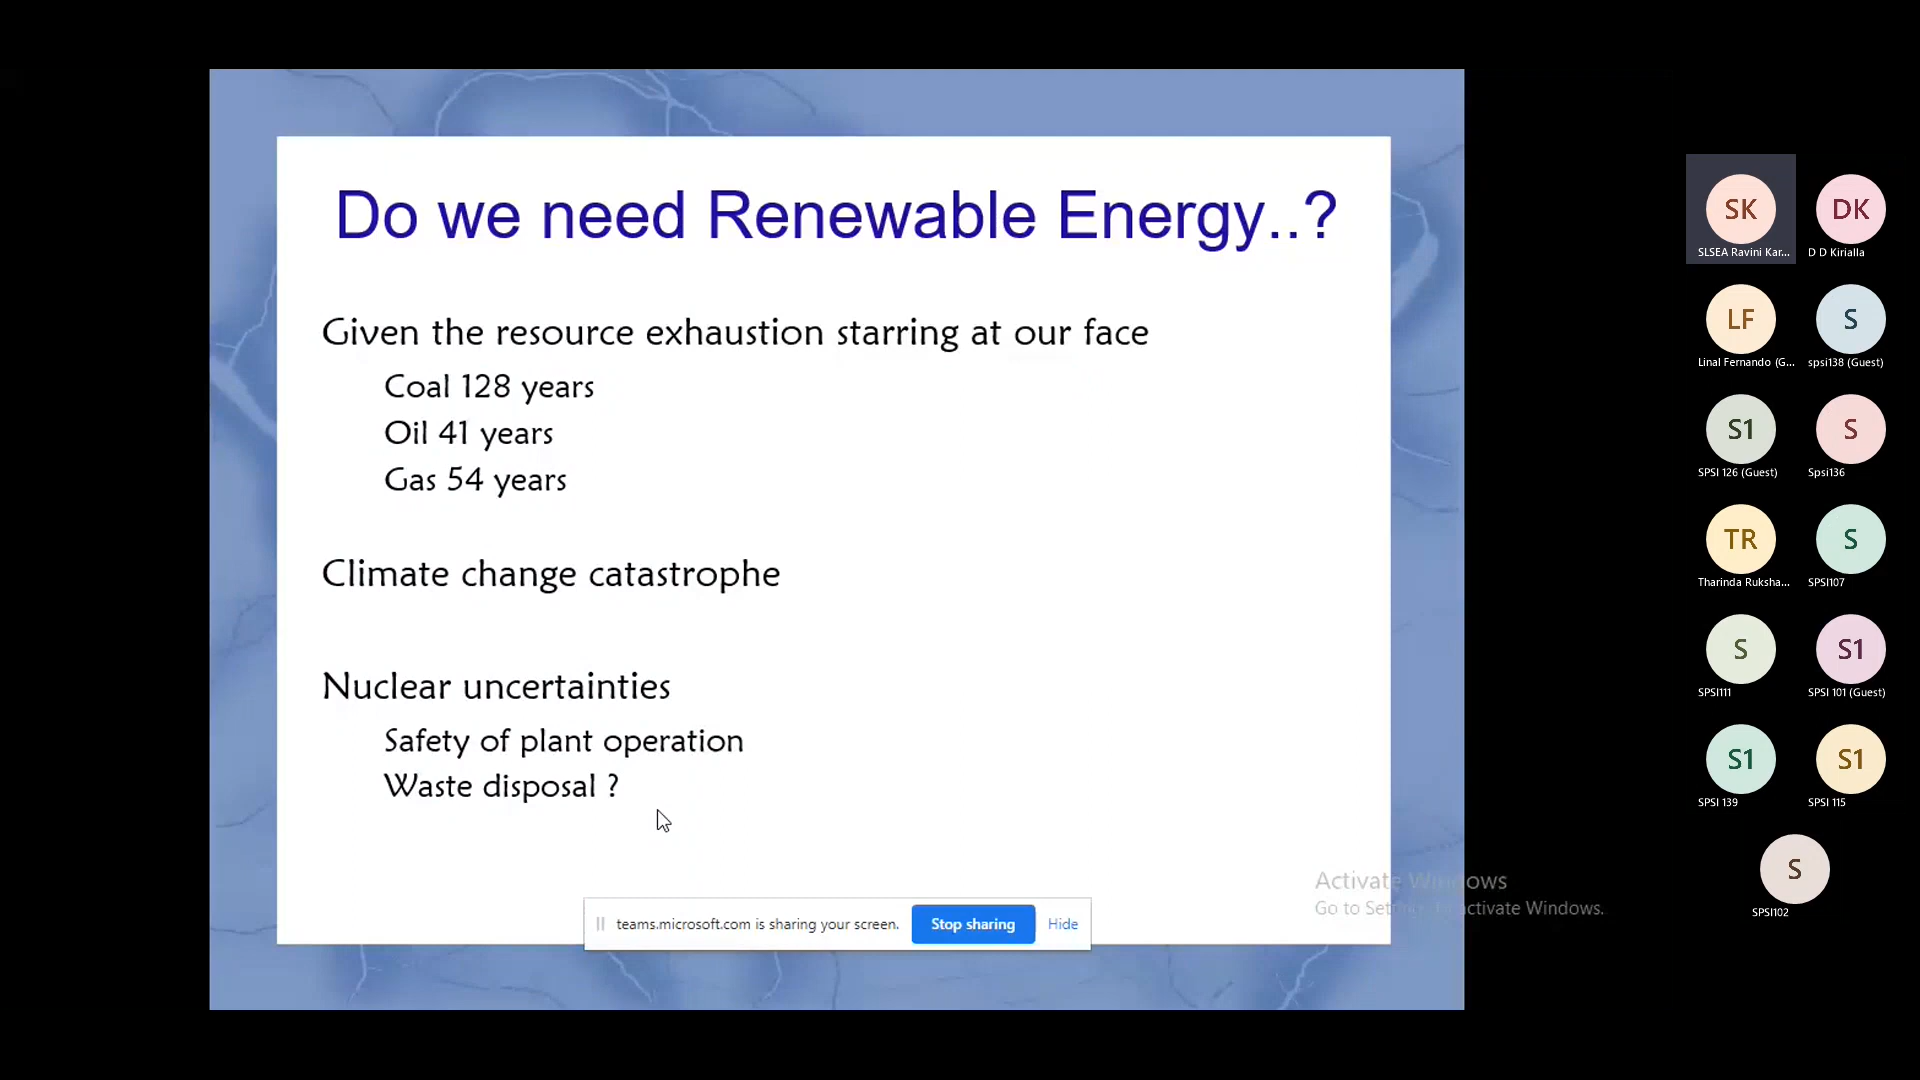 Do we need Renewable Energy..?
Given the resource exhaustion starring at our face
Coal 128 years
Oil 41 years
Gas 54 years
Climate change catastrophe
Nuclear uncertainties
Safety of plant operation
Waste disposal ?
teams.microsoft.com is sharing your screen.
Stop sharing
Hide
Activate Windows
Go to Settings to activate Windows.
SK
DK
SLSEA Ravini Kar...
D D Kirialla
LF
S
Linal Fernando (G...
spsi138 (Guest)
S1
S
SPSI 126 (Guest)
Spsi136
TR
S
Tharinda Ruksha...
SPSI107
S
S1
SPSI111
SPSI 101 (Guest)
S1
S1
SPSI 139
SPSI 115
S
SPSI102